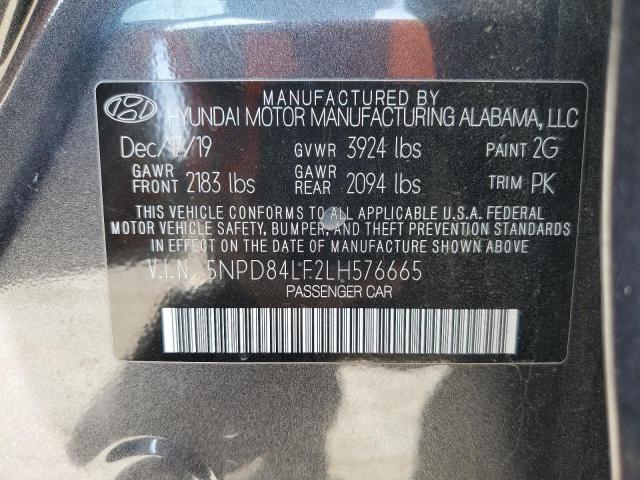 MANUFACTURED BY
HYUNDAI MOTOR MANUFACTURING ALABAMA, LLC
Dec/17/19 GVWR 3924 lbs PAINT 2G
GAWR FRONT 2183 lbs GAWR REAR 2094 lbs TRIM PK
THIS VEHICLE CONFORMS TO ALL APPLICABLE U.S.A. FEDERAL
MOTOR VEHICLE SAFETY, BUMPER, AND THEFT PREVENTION STANDARDS
IN EFFECT ON THE DATE OF MANUFACTURE SHOWN ABOVE.
V.I.N. 5NPD84LF2LH576665
PASSENGER CAR